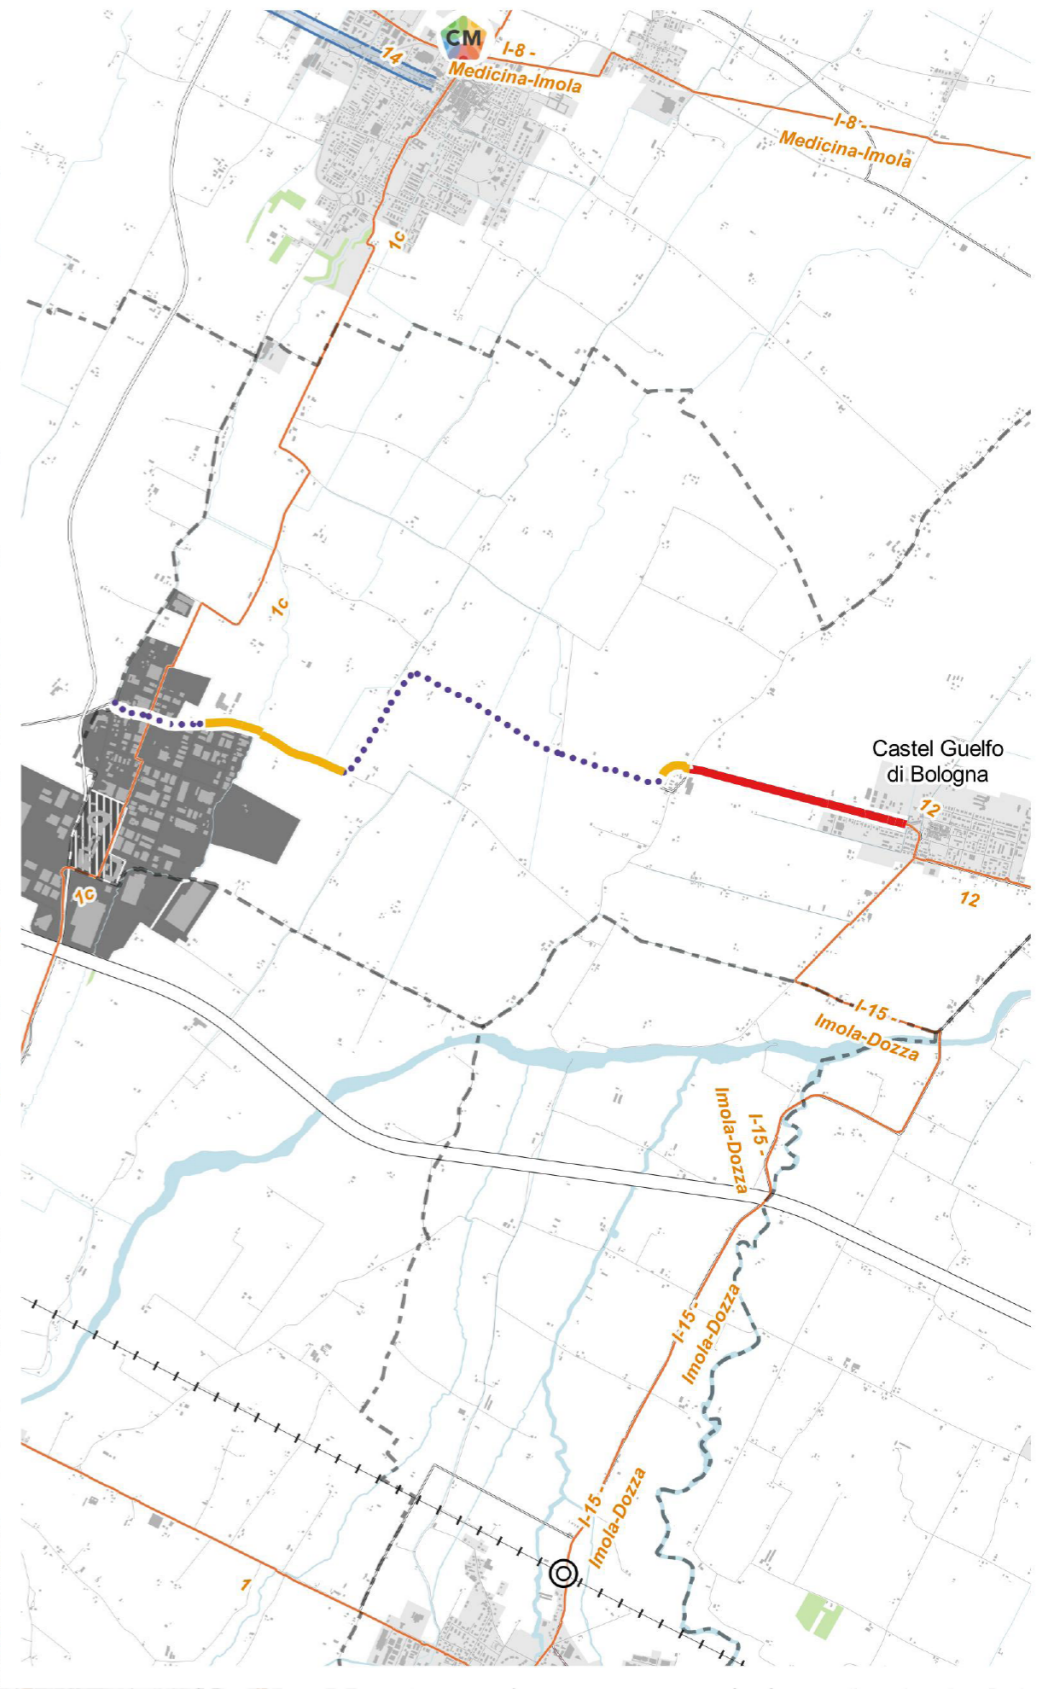 CM
14
I-8 -
Medicina-Imola
I-8 -
Medicina-Imola
1c
1c
Castel Guelfo
di Bologna
12
1c
12
I-15 -
Imola-Dozza
I-15 -
Imola-Dozza
I-15 -
Imola-Dozza
I-15 -
Imola-Dozza
1